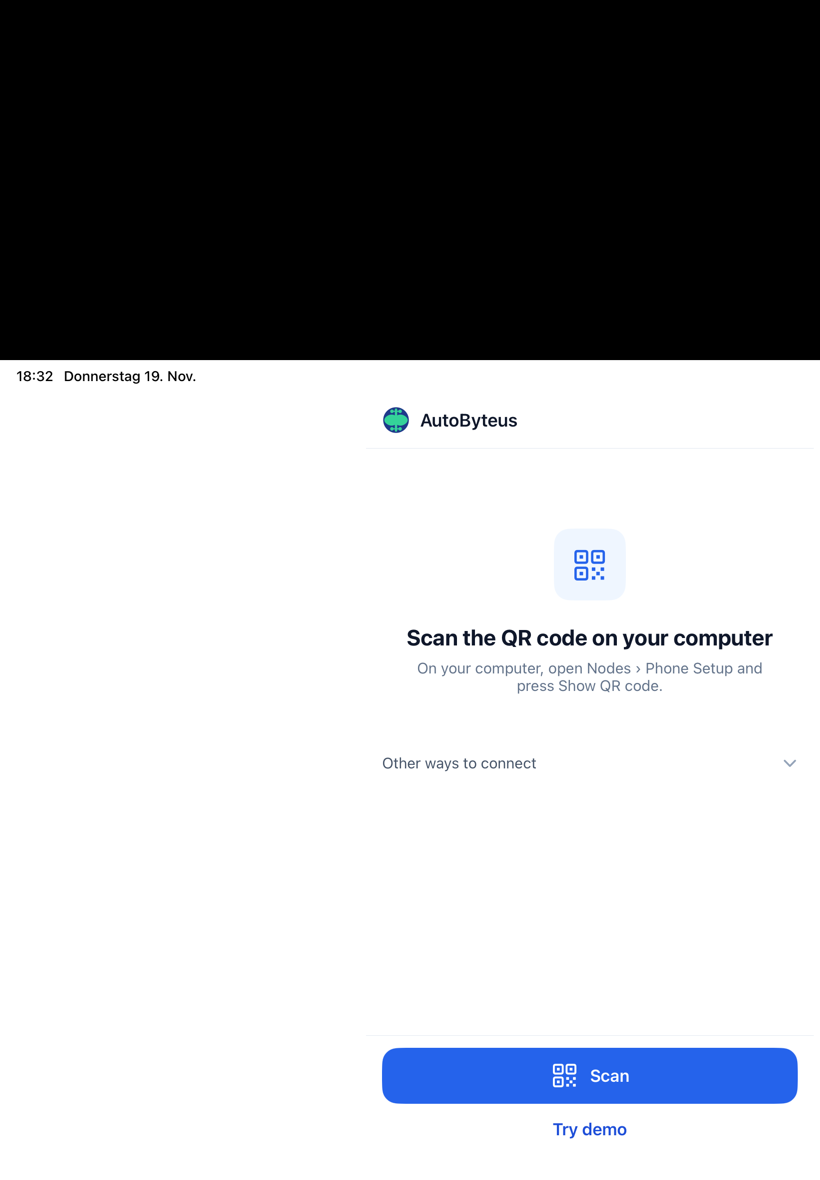 18:32 Donnerstag 19. Nov.
AutoByteus
Scan the QR code on your computer
On your computer, open Nodes › Phone Setup and
press Show QR code.
Other ways to connect
Scan
Try demo